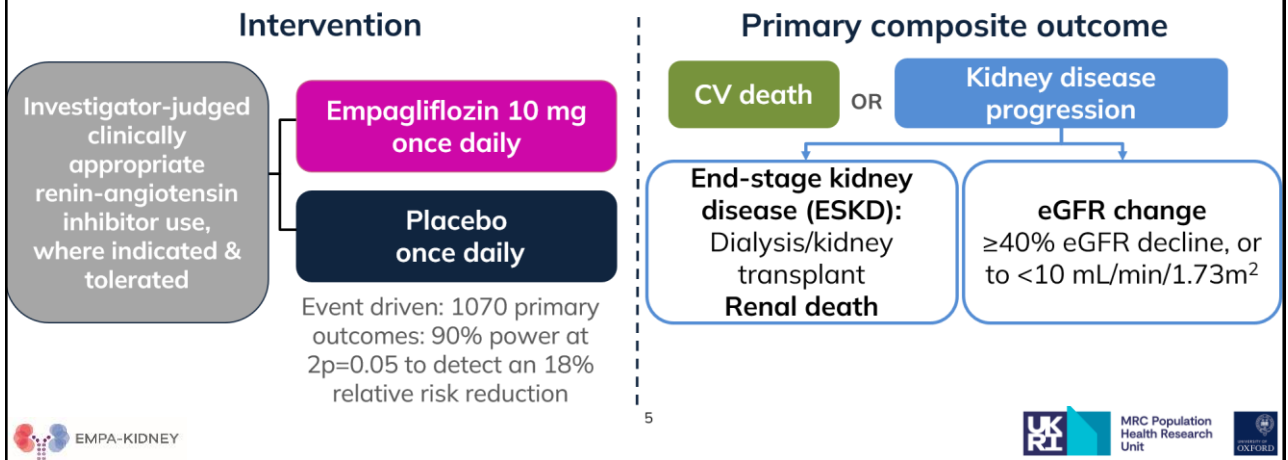 Intervention
Investigator-judged
clinically
appropriate
renin-angiotensin
inhibitor use,
where indicated &
tolerated
Empagliflozin 10 mg
once daily
Placebo
once daily
Event driven: 1070 primary
outcomes: 90% power at
2p=0.05 to detect an 18%
relative risk reduction
Primary composite outcome
CV death
OR
Kidney disease
progression
End-stage kidney
disease (ESKD):
Dialysis/kidney
transplant
Renal death
eGFR change
≥40% eGFR decline, or
to <10 mL/min/1.73m²
EMPA-KIDNEY
5
UKRI
MRC Population
Health Research
Unit
UNIVERSITY OF
OXFORD